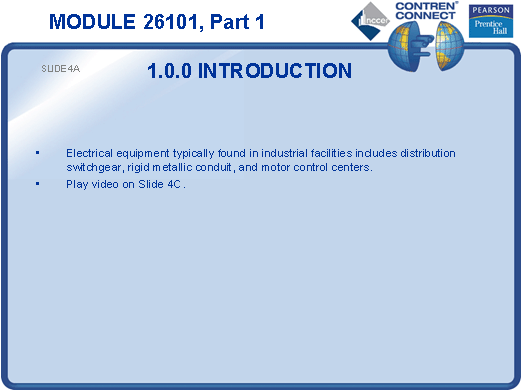 MODULE 26101, Part 1
nccer
CONTREN®
CONNECT
PEARSON
Prentice
Hall
SLIDE 4A
1.0.0 INTRODUCTION
• Electrical equipment typically found in industrial facilities includes distribution
switchgear, rigid metallic conduit, and motor control centers.
• Play video on Slide 4C.